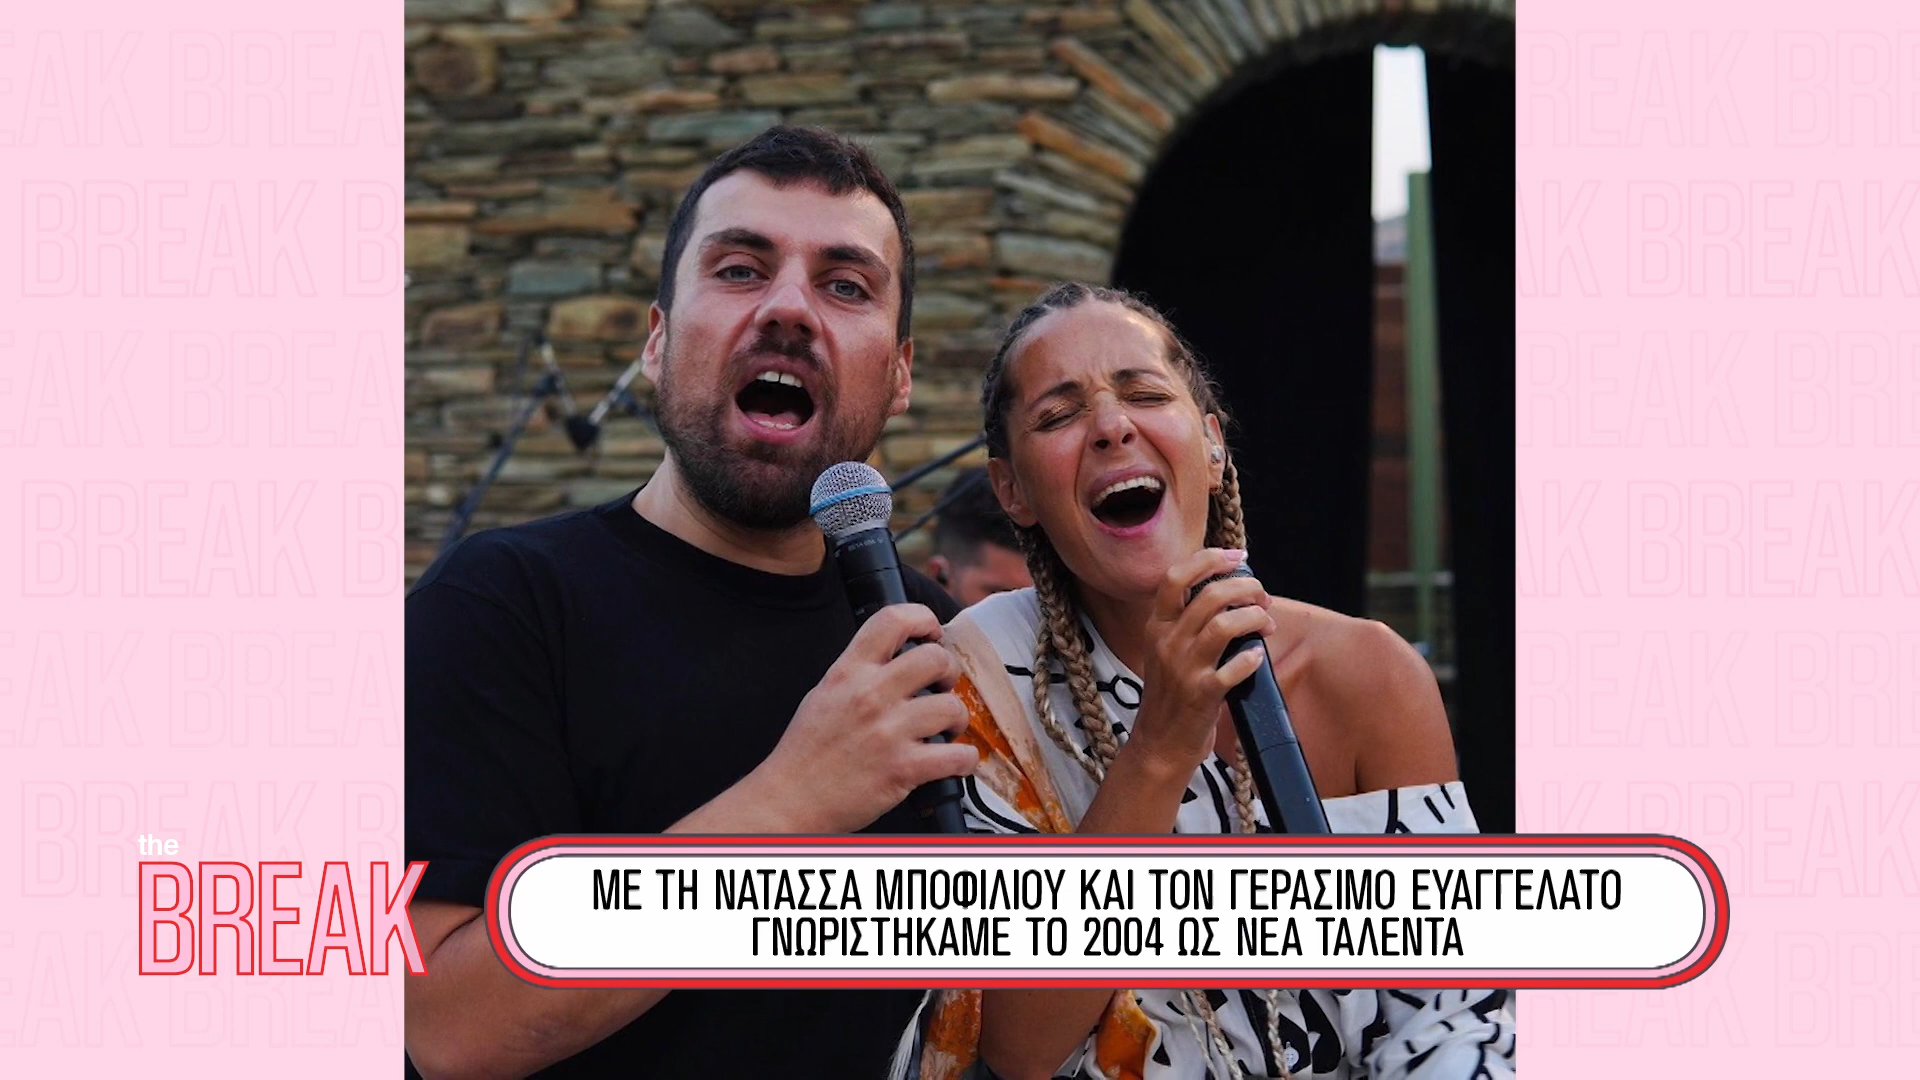 the
BREAK
ΜΕ ΤΗ ΝΑΤΑΣΣΑ ΜΠΟΦΙΛΙΟΥ ΚΑΙ ΤΟΝ ΓΕΡΑΣΙΜΟ ΕΥΑΓΓΕΛΑΤΟ
ΓΝΩΡΙΣΤΗΚΑΜΕ ΤΟ 2004 ΩΣ ΝΕΑ ΤΑΛΕΝΤΑ